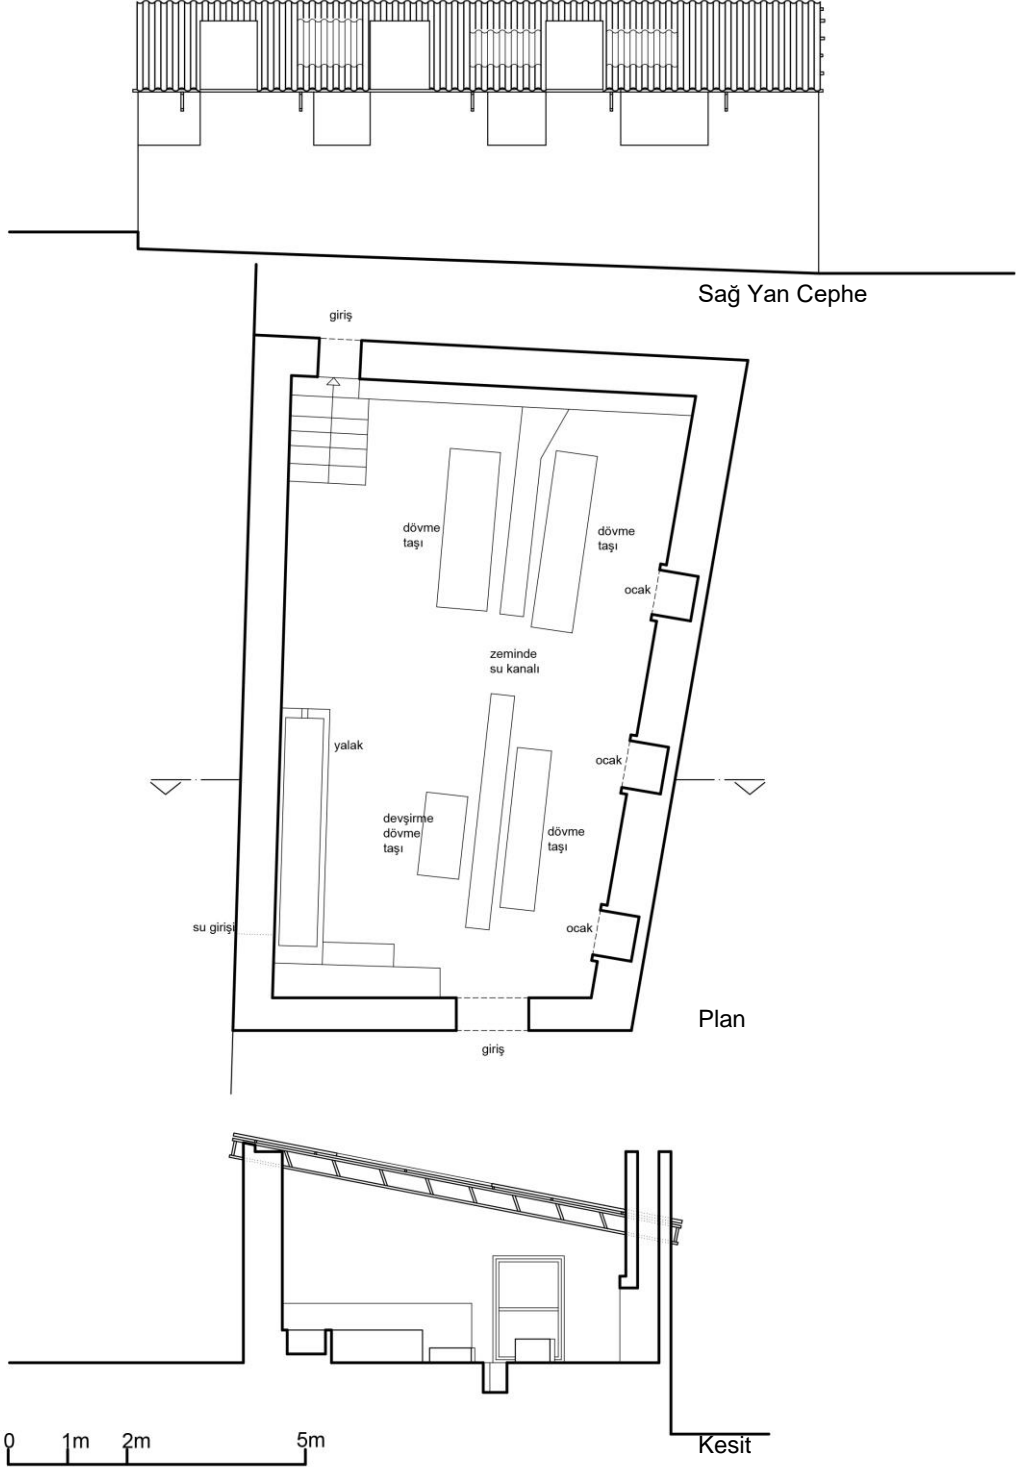 Sağ Yan Cephe
giriş
dövme
taşı
dövme
taşı
ocak
zeminde
su kanalı
yalak
ocak
devşirme
dövme
taşı
dövme
taşı
su girişi
ocak
Plan
giriş
0 1m 2m 5m
Kesit